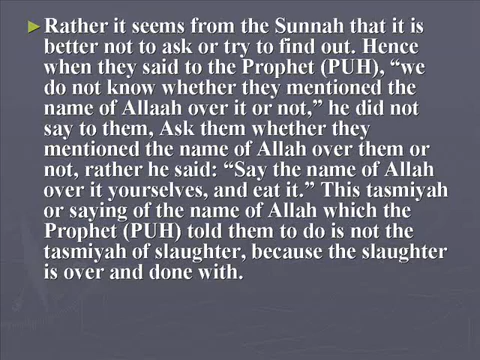 Rather it seems from the Sunnah that it is
better not to ask or try to find out. Hence
when they said to the Prophet (PUH), “we
do not know whether they mentioned the
name of Allaah over it or not,” he did not
say to them, Ask them whether they
mentioned the name of Allah over them or
not, rather he said: “Say the name of Allah
over it yourselves, and eat it.” This tasmiyah
or saying of the name of Allah which the
Prophet (PUH) told them to do is not the
tasmiyah of slaughter, because the slaughter
is over and done with.